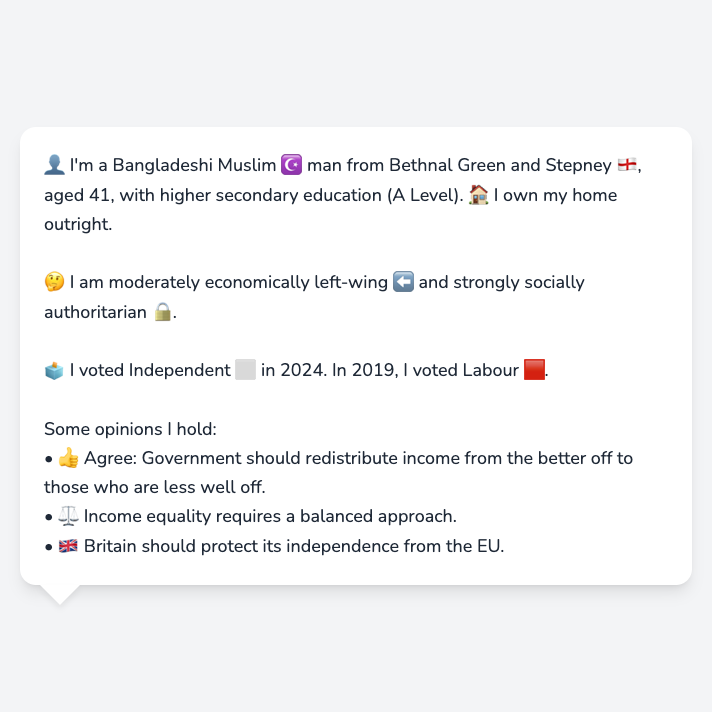 👤 I'm a Bangladeshi Muslim ☪️ man from Bethnal Green and Stepney 🏴󠁧󠁢󠁥󠁮󠁧󠁿,
aged 41, with higher secondary education (A Level). 🏠 I own my home
outright.
🤔 I am moderately economically left-wing ⬅️ and strongly socially
authoritarian 🔒.
🗳️ I voted Independent ⬜ in 2024. In 2019, I voted Labour 🟥.
Some opinions I hold:
• 👍 Agree: Government should redistribute income from the better off to
those who are less well off.
• ⚖️ Income equality requires a balanced approach.
• 🇬🇧 Britain should protect its independence from the EU.